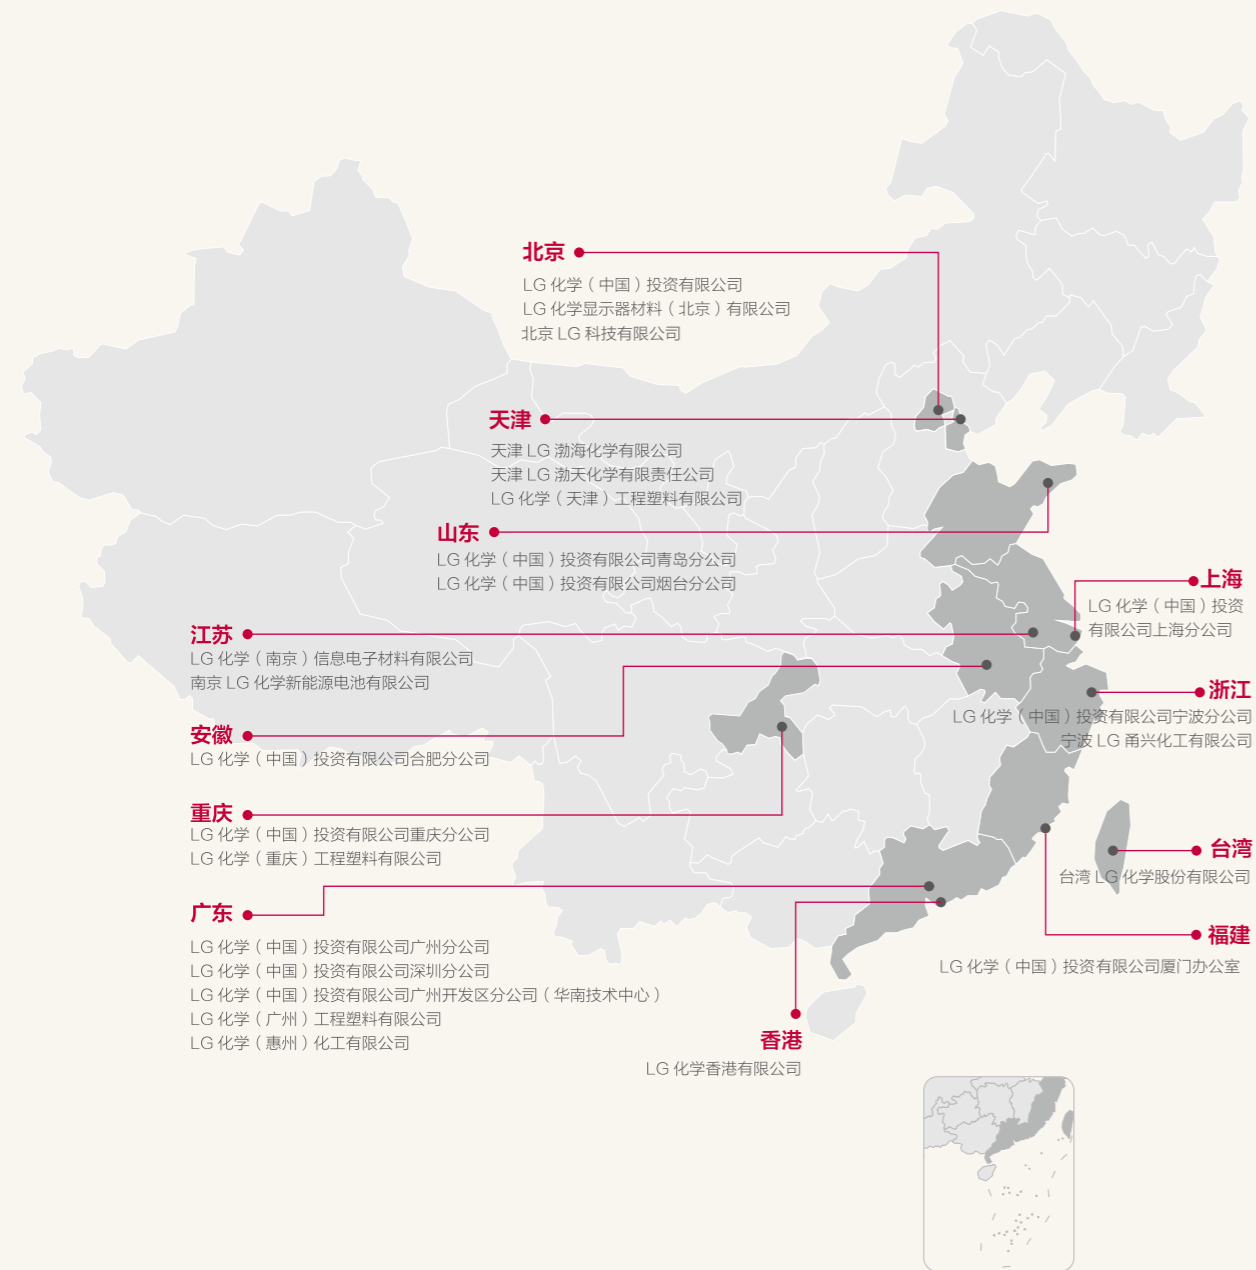 北京
LG 化学（中国）投资有限公司
LG 化学显示器材料（北京）有限公司
北京 LG 科技有限公司
天津
天津 LG 渤海化学有限公司
天津 LG 渤天化学有限责任公司
LG 化学（天津）工程塑料有限公司
山东
LG 化学（中国）投资有限公司青岛分公司
LG 化学（中国）投资有限公司烟台分公司
上海
LG 化学（中国）投资
有限公司上海分公司
江苏
LG 化学（南京）信息电子材料有限公司
南京 LG 化学新能源电池有限公司
浙江
LG 化学（中国）投资有限公司宁波分公司
宁波 LG 甬兴化工有限公司
安徽
LG 化学（中国）投资有限公司合肥分公司
重庆
LG 化学（中国）投资有限公司重庆分公司
LG 化学（重庆）工程塑料有限公司
台湾
台湾 LG 化学股份有限公司
广东
LG 化学（中国）投资有限公司广州分公司
LG 化学（中国）投资有限公司深圳分公司
LG 化学（中国）投资有限公司广州开发区分公司（华南技术中心）
LG 化学（广州）工程塑料有限公司
LG 化学（惠州）化工有限公司
福建
LG 化学（中国）投资有限公司厦门办公室
香港
LG 化学香港有限公司